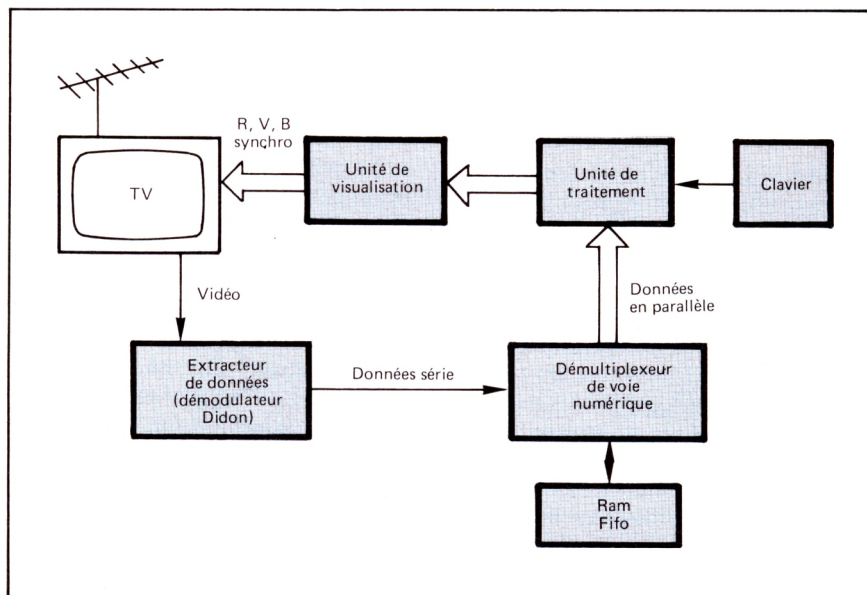 R, V, B
synchro
TV
Unité de
visualisation
Unité de
traitement
Clavier
Vidéo
Données
en parallèle
Extracteur
de données
(démodulateur
Didon)
Données série
Démultiplexeur
de voie
numérique
Ram
Fifo